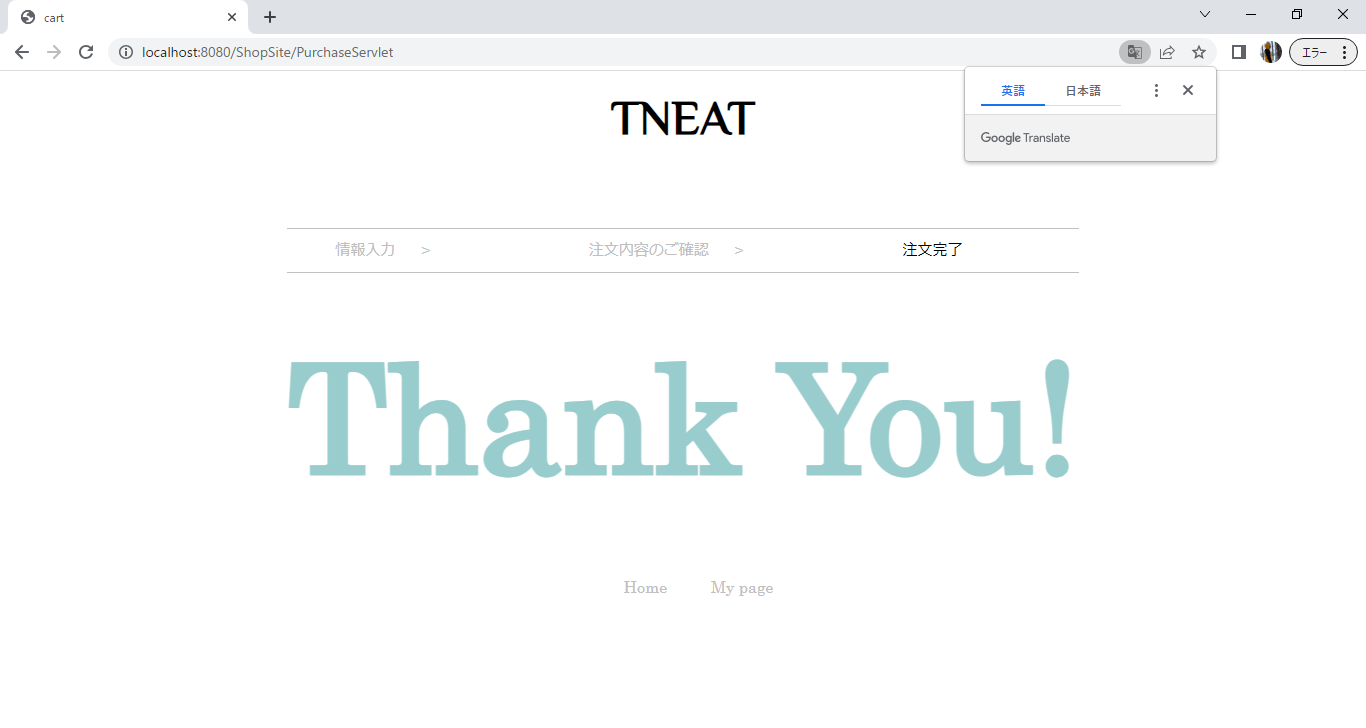 cart
localhost:8080/ShopSite/PurchaseServlet
エラー
英語 日本語
Google Translate
TNEAT
情報入力 > 注文内容のご確認 > 注文完了
Thank You!
Home My page